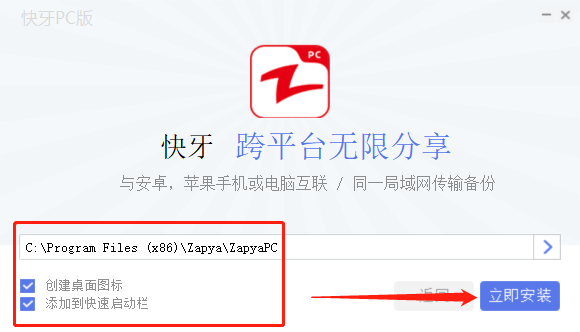 快牙PC版
PC
快牙 跨平台无限分享
与安卓，苹果手机或电脑互联 / 同一局域网传输备份
C:\Program Files (x86)\Zapya\ZapyaPC
创建桌面图标
添加到快速启动栏
返回 立即安装